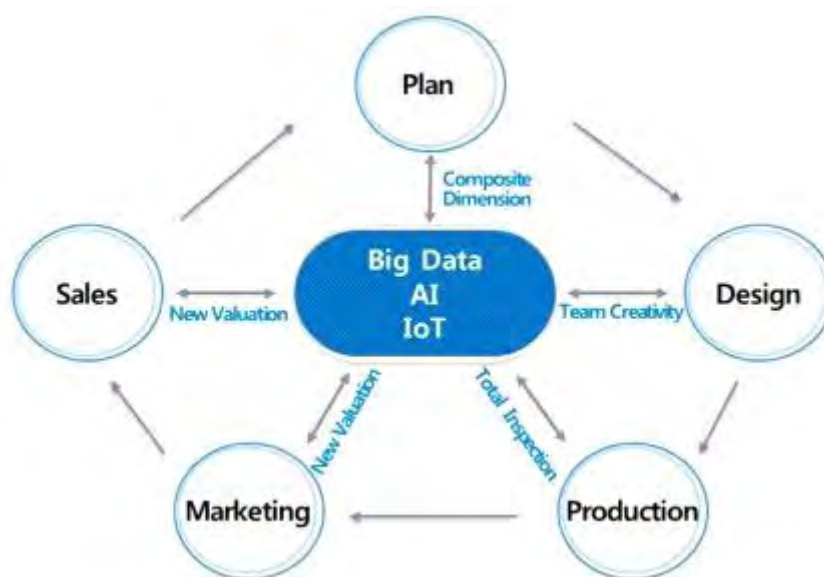 Plan
Composite
Dimension
Big Data
AI
IoT
Sales
New Valuation
Team Creativity
Design
New Valuation
Total Inspection
Marketing
Production